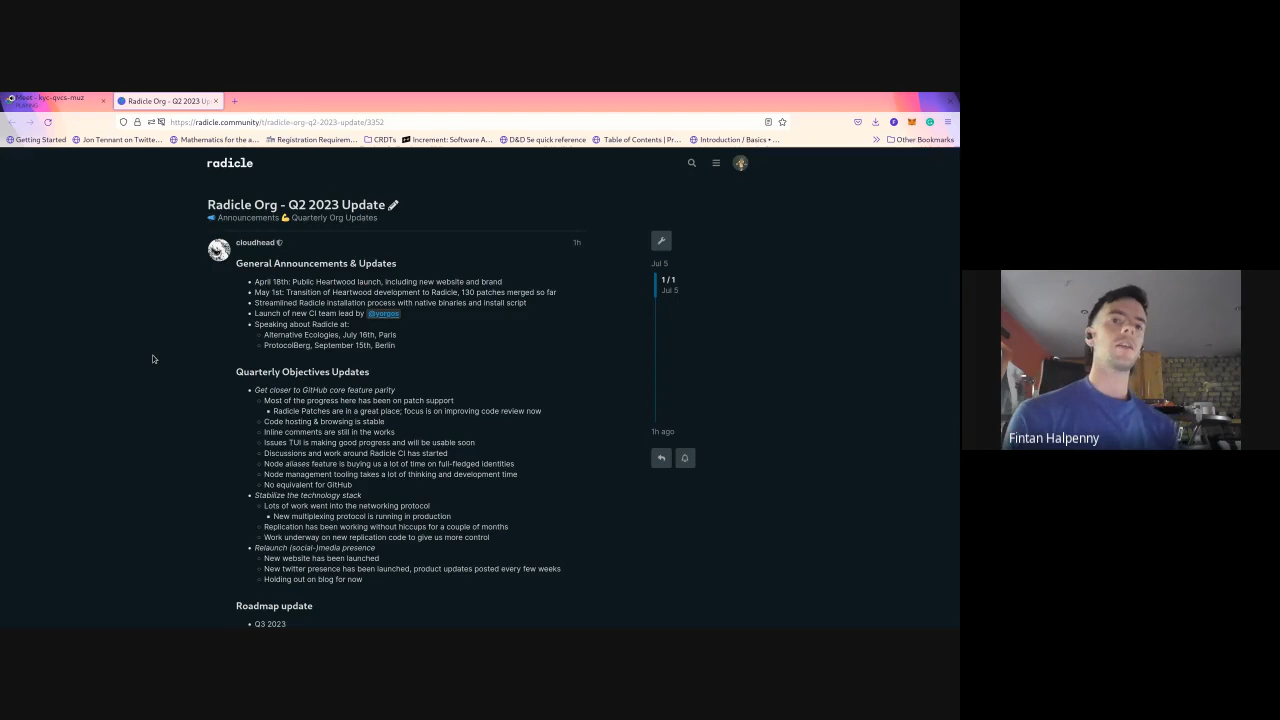 Meet - kyc-qvcs-muz
PLAYING
Radicle Org - Q2 2023 Up
https://radicle.community/t/radicle-org-q2-2023-update/3352
Getting Started
Jon Tennant on Twitte…
Mathematics for the a…
Registration Requirem…
CRDTs
Increment: Software A…
D&D 5e quick reference
Table of Contents | Pr…
Introduction / Basics • …
Other Bookmarks
radicle
Radicle Org - Q2 2023 Update
Announcements 💪 Quarterly Org Updates
cloudhead
1h
General Announcements & Updates
• April 18th: Public Heartwood launch, including new website and brand
• May 1st: Transition of Heartwood development to Radicle, 130 patches merged so far
• Streamlined Radicle installation process with native binaries and install script
• Launch of new CI team lead by @yorgos
• Speaking about Radicle at:
○ Alternative Ecologies, July 16th, Paris
○ ProtocolBerg, September 15th, Berlin
Quarterly Objectives Updates
• Get closer to GitHub core feature parity
○ Most of the progress here has been on patch support
▪ Radicle Patches are in a great place; focus is on improving code review now
○ Code hosting & browsing is stable
○ Inline comments are still in the works
○ Issues TUI is making good progress and will be usable soon
○ Discussions and work around Radicle CI has started
○ Node aliases feature is buying us a lot of time on full-fledged identities
○ Node management tooling takes a lot of thinking and development time
○ No equivalent for GitHub
• Stabilize the technology stack
○ Lots of work went into the networking protocol
▪ New multiplexing protocol is running in production
○ Replication has been working without hiccups for a couple of months
○ Work underway on new replication code to give us more control
• Relaunch (social-)media presence
○ New website has been launched
○ New twitter presence has been launched, product updates posted every few weeks
○ Holding out on blog for now
Roadmap update
• Q3 2023
Jul 5
1 / 1
Jul 5
1h ago
Fintan Halpenny